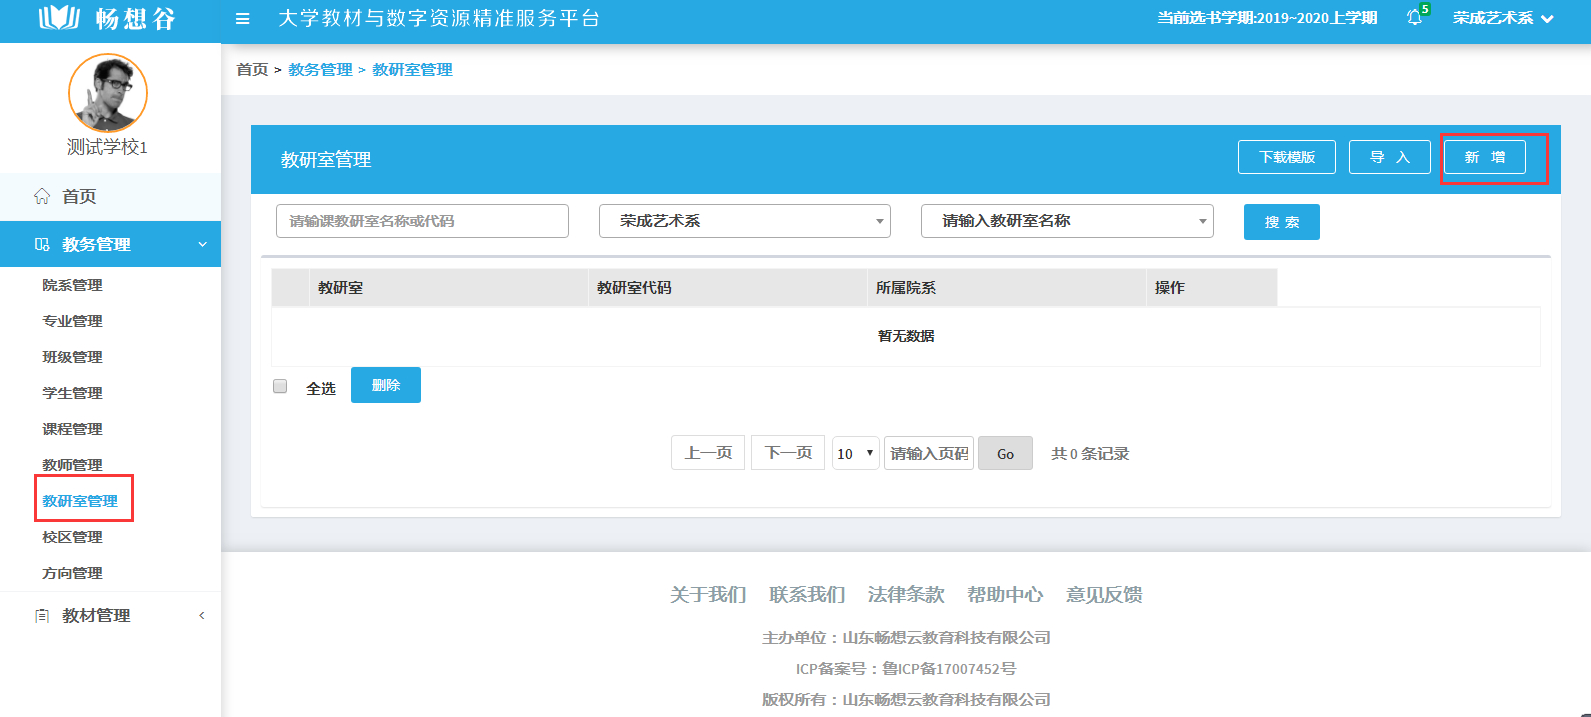 畅想谷
大学教材与数字资源精准服务平台
当前选书学期:2019~2020上学期
5
荣成艺术系
测试学校1
首页
教务管理
院系管理
专业管理
班级管理
学生管理
课程管理
教师管理
教研室管理
校区管理
方向管理
教材管理
首页 > 教务管理 > 教研室管理
教研室管理
下载模版 导 入 新 增
请输课教研室名称或代码 荣成艺术系 请输入教研室名称 搜 索
教研室 教研室代码 所属院系 操作
暂无数据
全选 删除
上一页 下一页 10 请输入页码 Go 共 0 条记录
关于我们 联系我们 法律条款 帮助中心 意见反馈
主办单位：山东畅想云教育科技有限公司
ICP备案号：鲁ICP备17007452号
版权所有：山东畅想云教育科技有限公司